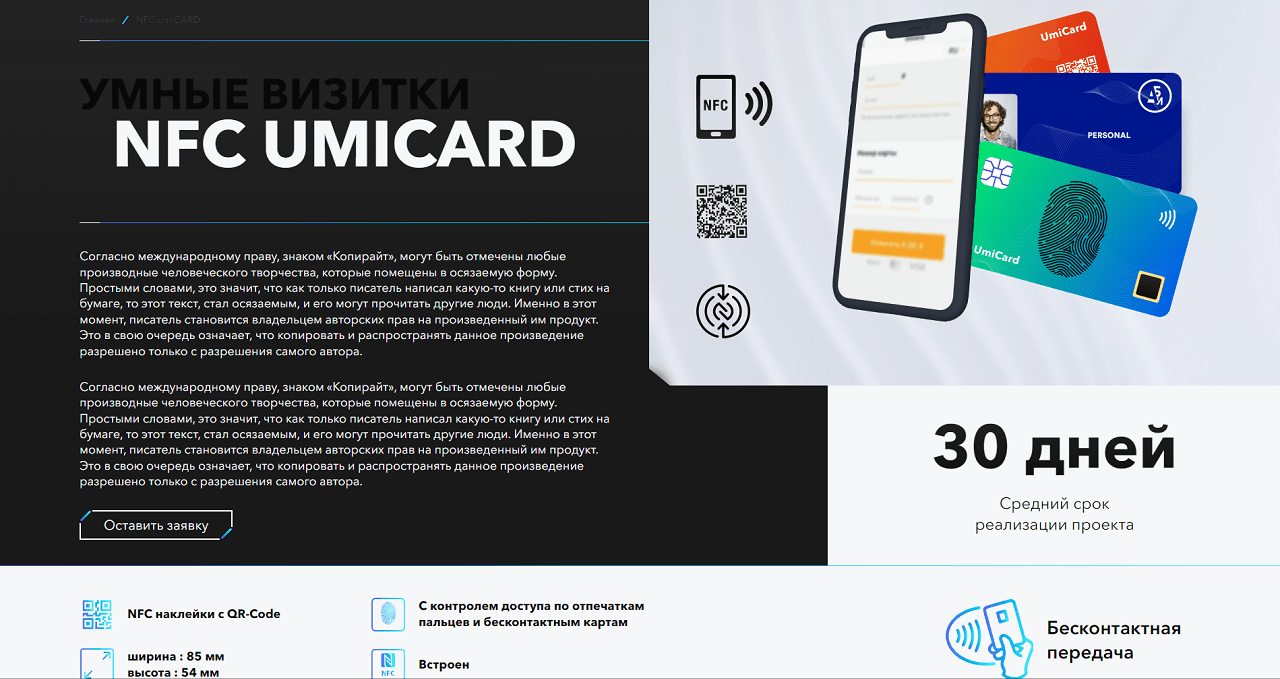 Главная / NFC umiCARD
УМНЫЕ ВИЗИТКИ
NFC UMICARD
Согласно международному праву, знаком «Копирайт», могут быть отмечены любые
производные человеческого творчества, которые помещены в осязаемую форму.
Простыми словами, это значит, что как только писатель написал какую-то книгу или стих на
бумаге, то этот текст, стал осязаемым, и его могут прочитать другие люди. Именно в этот
момент, писатель становится владельцем авторских прав на произведенный им продукт.
Это в свою очередь означает, что копировать и распространять данное произведение
разрешено только с разрешения самого автора.
Согласно международному праву, знаком «Копирайт», могут быть отмечены любые
производные человеческого творчества, которые помещены в осязаемую форму.
Простыми словами, это значит, что как только писатель написал какую-то книгу или стих на
бумаге, то этот текст, стал осязаемым, и его могут прочитать другие люди. Именно в этот
момент, писатель становится владельцем авторских прав на произведенный им продукт.
Это в свою очередь означает, что копировать и распространять данное произведение
разрешено только с разрешения самого автора.
Оставить заявку
NFC
Номер карты
UmiCard
PERSONAL
UmiCard
30 дней
Средний срок
реализации проекта
NFC наклейки с QR-Code
ширина : 85 мм
высота : 54 мм
С контролем доступа по отпечаткам
пальцев и бесконтактным картам
NFC
Встроен
Бесконтактная
передача